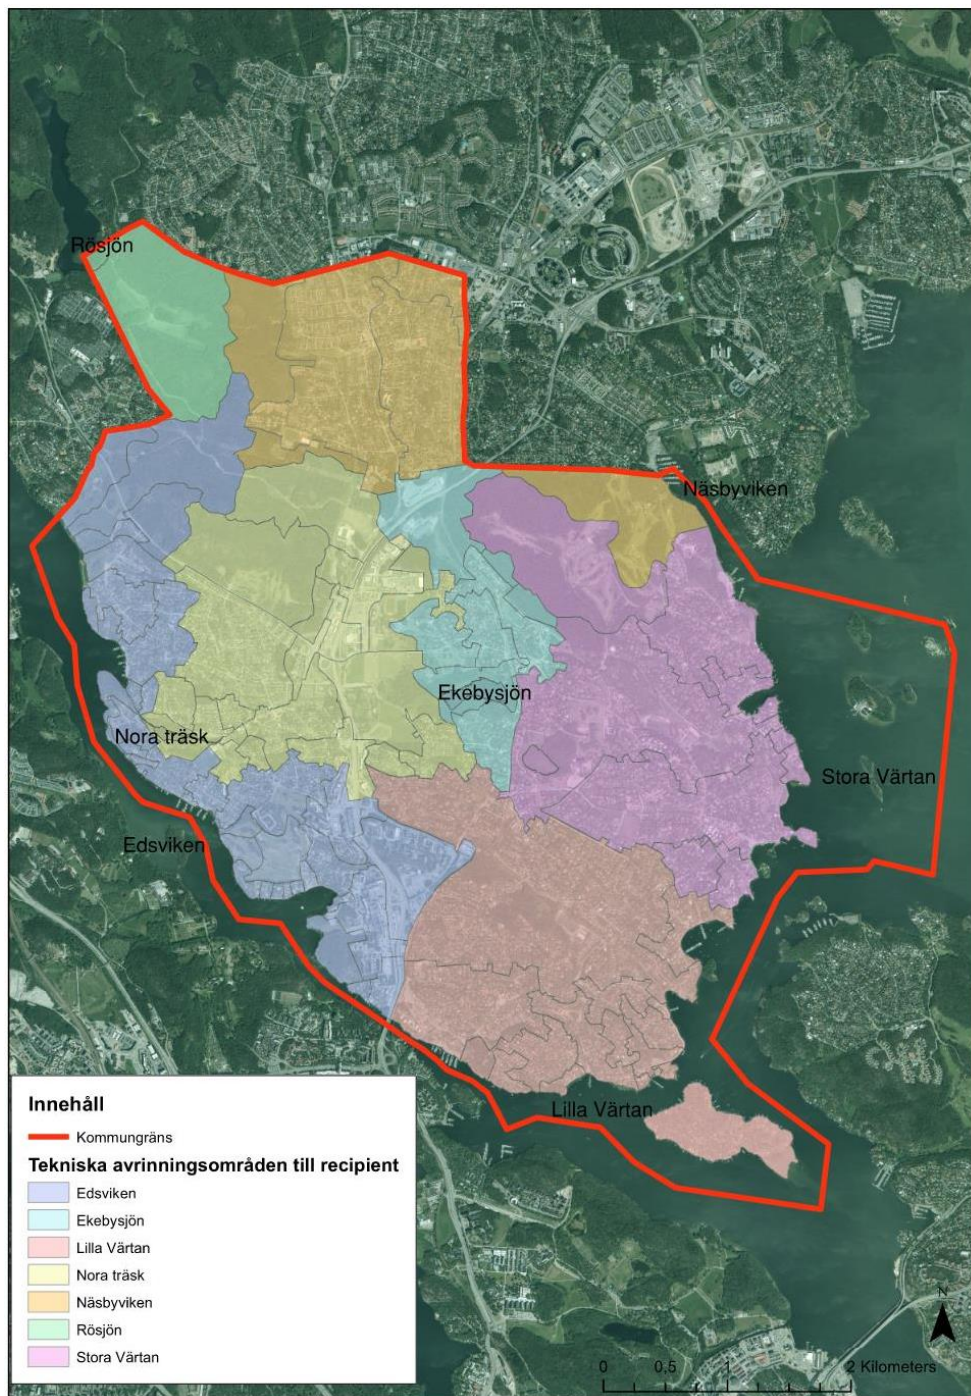 Rösjön
Näsbyviken
Ekebysjön
Nora träsk
Stora Värtan
Edsviken
Lilla Värtan
Innehåll
Kommungräns
Tekniska avrinningsområden till recipient
Edsviken
Ekebysjön
Lilla Värtan
Nora träsk
Näsbyviken
Rösjön
Stora Värtan
N
0 0,5 1 2 Kilometers